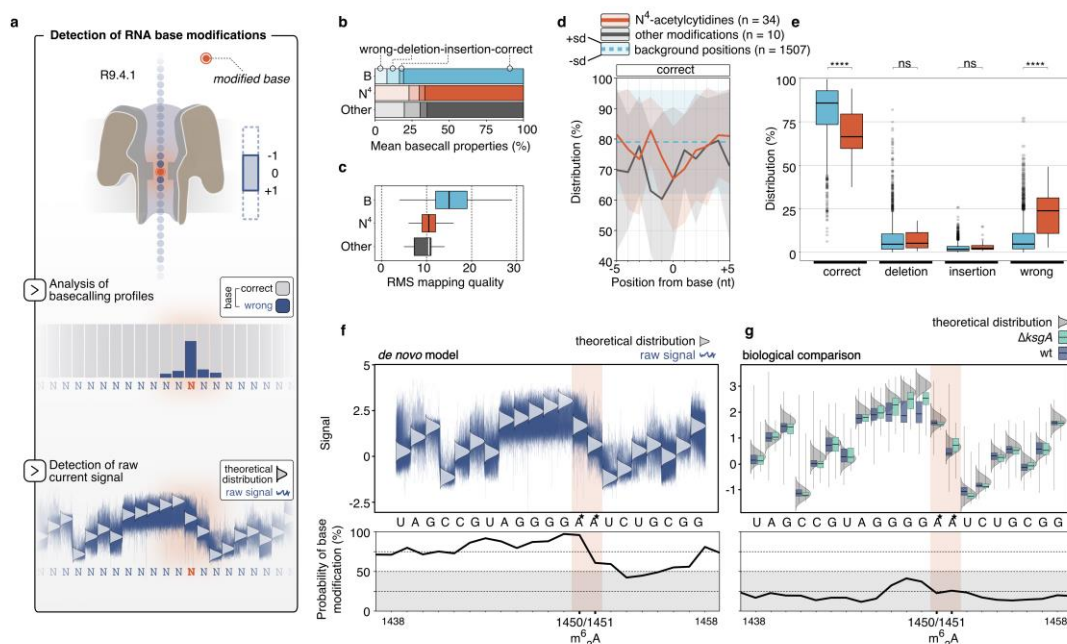 a
Detection of RNA base modifications
R9.4.1
modified base
-1
0
+1
Analysis of
basecalling profiles
base
correct
wrong
N N N N N N N N N N N N N N N N
Detection of raw
current signal
theoretical
distribution
raw signal
N N N N N N N N N N N N N N N N
b
wrong-deletion-insertion-correct
B
N⁴
Other
0 25 50 75 100
Mean basecall properties (%)
c
B
N⁴
Other
0 10 20 30
RMS mapping quality
d
+sd
-sd
N⁴-acetylcytidines (n = 34)
other modifications (n = 10)
background positions (n = 1507)
correct
Distribution (%)
100
90
80
70
60
50
40
-5 0 +5
Position from base (nt)
e
**** ns ns ****
Distribution (%)
100
75
50
25
0
correct deletion insertion wrong
f
de novo model
theoretical distribution
raw signal
Signal
5
2.5
0
-2.5
U A G C C G U A G G G G A* A* U C U G C G G
Probability of base
modification (%)
100
50
0
1438 1450/1451 1458
m⁶₂A
g
theoretical distribution
ΔksgA
wt
biological comparison
3
2
1
0
-1
U A G C C G U A G G G G A* A* U C U G C G G
1438 1450/1451 1458
m⁶₂A